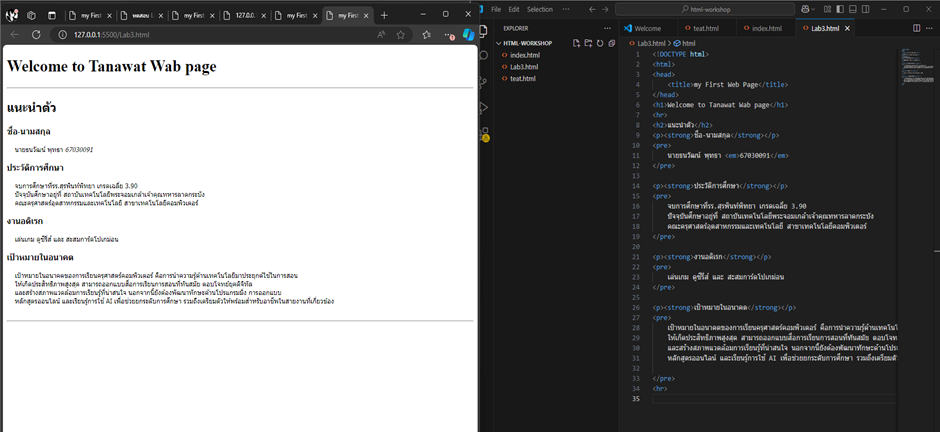 my First
ทดสอบ L
my First
127.0.0.1
my First
my First
127.0.0.1:5500/Lab3.html
Welcome to Tanawat Wab page
แนะนำตัว
ชื่อ-นามสกุล
นายธนวัฒน์ พุทธา 67030091
ประวัติการศึกษา
จบการศึกษาที่รร.สุรพินท์พิทยา เกรดเฉลี่ย 3.90
ปัจจุบันศึกษาอยู่ที่ สถาบันเทคโนโลยีพระจอมเกล้าเจ้าคุณทหารลาดกระบัง
คณะครุศาสตร์อุตสาหกรรมและเทคโนโลยี สาขาเทคโนโลยีคอมพิวเตอร์
งานอดิเรก
เล่นเกม ดูซีรีส์ และ สะสมการ์ดโปเกม่อน
เป้าหมายในอนาคต
เป้าหมายในอนาคตของการเรียนครุศาสตร์คอมพิวเตอร์ คือการนำความรู้ด้านเทคโนโลยีมาประยุกต์ใช้ในการสอน
ให้เกิดประสิทธิภาพสูงสุด สามารถออกแบบสื่อการเรียนการสอนที่ทันสมัย ตอบโจทย์ยุคดิจิทัล
และสร้างสภาพแวดล้อมการเรียนรู้ที่น่าสนใจ นอกจากนี้ยังต้องพัฒนาทักษะด้านโปรแกรมมิ่ง การออกแบบ
หลักสูตรออนไลน์ และเรียนรู้การใช้ AI เพื่อช่วยยกระดับการศึกษา รวมถึงเตรียมตัวให้พร้อมสำหรับอาชีพในสายงานที่เกี่ยวข้อง
File Edit Selection ...
html-workshop
EXPLORER
HTML-WORKSHOP
index.html
Lab3.html
teat.html
Welcome
teat.html
index.html
Lab3.html
Lab3.html > html
1 <!DOCTYPE html>
2 <html>
3 <head>
4 <title>my First Web Page</title>
5 </head>
6 <h1>Welcome to Tanawat Wab page</h1>
7 <hr>
8 <h2>แนะนำตัว</h2>
9 <p><strong>ชื่อ-นามสกุล</strong></p>
10 <pre>
11 นายธนวัฒน์ พุทธา <em>67030091</em>
12 </pre>
13
14 <p><strong>ประวัติการศึกษา</strong></p>
15 <pre>
16 จบการศึกษาที่รร.สุรพินท์พิทยา เกรดเฉลี่ย 3.90
17 ปัจจุบันศึกษาอยู่ที่ สถาบันเทคโนโลยีพระจอมเกล้าเจ้าคุณทหารลาดกระบัง
18 คณะครุศาสตร์อุตสาหกรรมและเทคโนโลยี สาขาเทคโนโลยีคอมพิวเตอร์
19 </pre>
20
21 <p><strong>งานอดิเรก</strong></p>
22 <pre>
23 เล่นเกม ดูซีรีส์ และ สะสมการ์ดโปเกม่อน
24 </pre>
25
26 <p><strong>เป้าหมายในอนาคต</strong></p>
27 <pre>
28 เป้าหมายในอนาคตของการเรียนครุศาสตร์คอมพิวเตอร์ คือการนำความรู้ด้านเทคโนโ
29 ให้เกิดประสิทธิภาพสูงสุด สามารถออกแบบสื่อการเรียนการสอนที่ทันสมัย ตอบโจท
30 และสร้างสภาพแวดล้อมการเรียนรู้ที่น่าสนใจ นอกจากนี้ยังต้องพัฒนาทักษะด้านโปรแ
31 หลักสูตรออนไลน์ และเรียนรู้การใช้ AI เพื่อช่วยยกระดับการศึกษา รวมถึงเตรียมตั
32
33 </pre>
34 <hr>
35